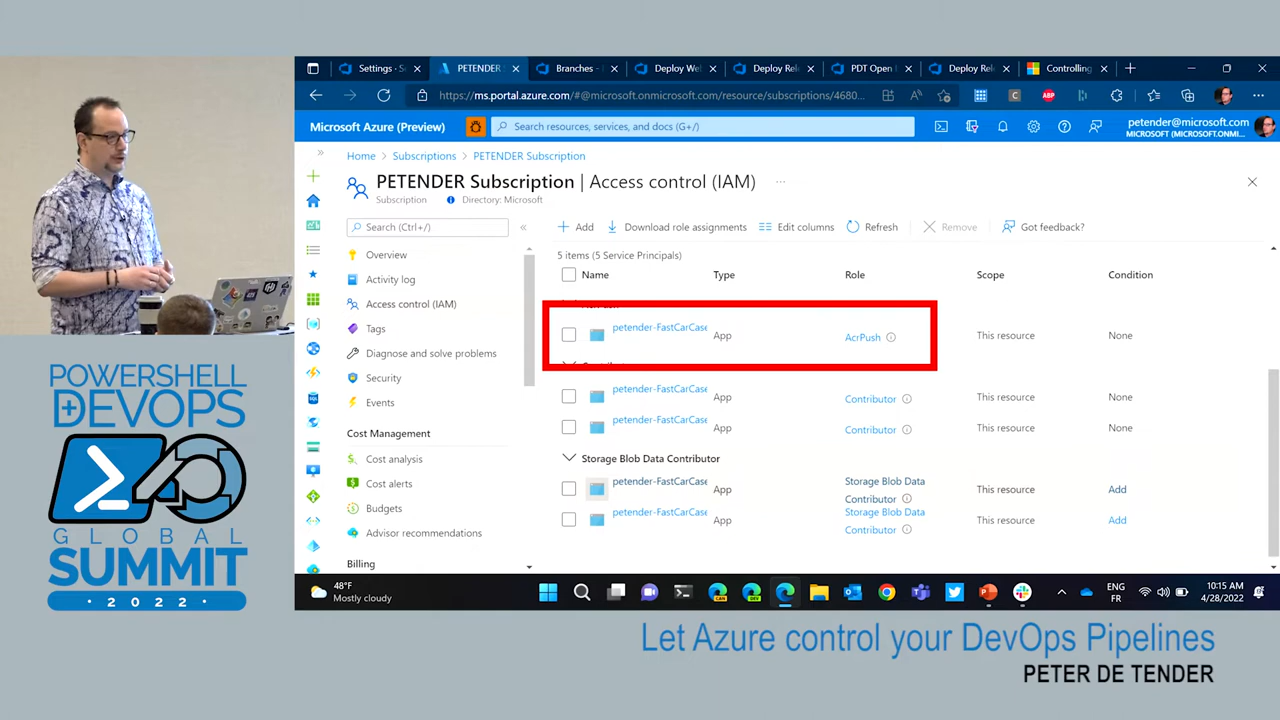 Settings - S
PETENDER
Branches -
Deploy Web
Deploy Rele
PDT Open
Deploy Rele
Controlling
https://ms.portal.azure.com/#@microsoft.onmicrosoft.com/resource/subscriptions/4680...
Microsoft Azure (Preview)
Search resources, services, and docs (G+/)
petender@microsoft.com
MICROSOFT (MICROSOFT.ONMI...
Home > Subscriptions > PETENDER Subscription
PETENDER Subscription | Access control (IAM) ...
Subscription
Directory: Microsoft
Search (Ctrl+/)
Add
Download role assignments
Edit columns
Refresh
Remove
Got feedback?
Overview
Activity log
Access control (IAM)
Tags
Diagnose and solve problems
Security
Events
Cost Management
Cost analysis
Cost alerts
Budgets
Advisor recommendations
Billing
5 items (5 Service Principals)
Name Type Role Scope Condition
petender-FastCarCase App AcrPush This resource None
petender-FastCarCase App Contributor This resource None
petender-FastCarCase App Contributor This resource None
Storage Blob Data Contributor
petender-FastCarCase App Storage Blob Data This resource Add
Contributor
petender-FastCarCase App Storage Blob Data This resource Add
Contributor
48°F
Mostly cloudy
ENG
FR
10:15 AM
4/28/2022
POWERSHELL
+DEVOPS
GLOBAL
SUMMIT
· 2 0 2 2 ·
Let Azure control your DevOps Pipelines
PETER DE TENDER